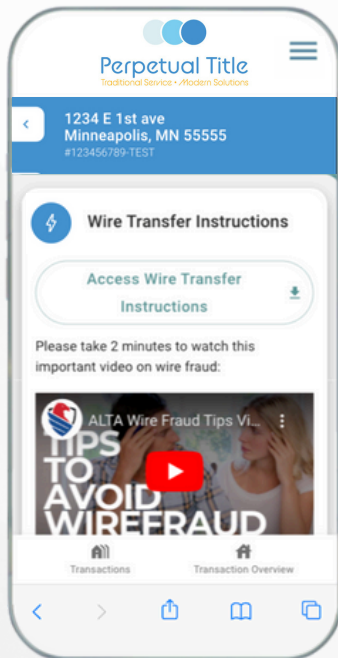 Perpetual Title
Traditional Service • Modern Solutions
1234 E 1st ave
Minneapolis, MN 55555
#123456789-TEST
Wire Transfer Instructions
Access Wire Transfer
Instructions
Please take 2 minutes to watch this
important video on wire fraud:
ALTA Wire Fraud Tips Vi...
TIPS
TO
AVOID
WIREFRAUD
Transactions
Transaction Overview